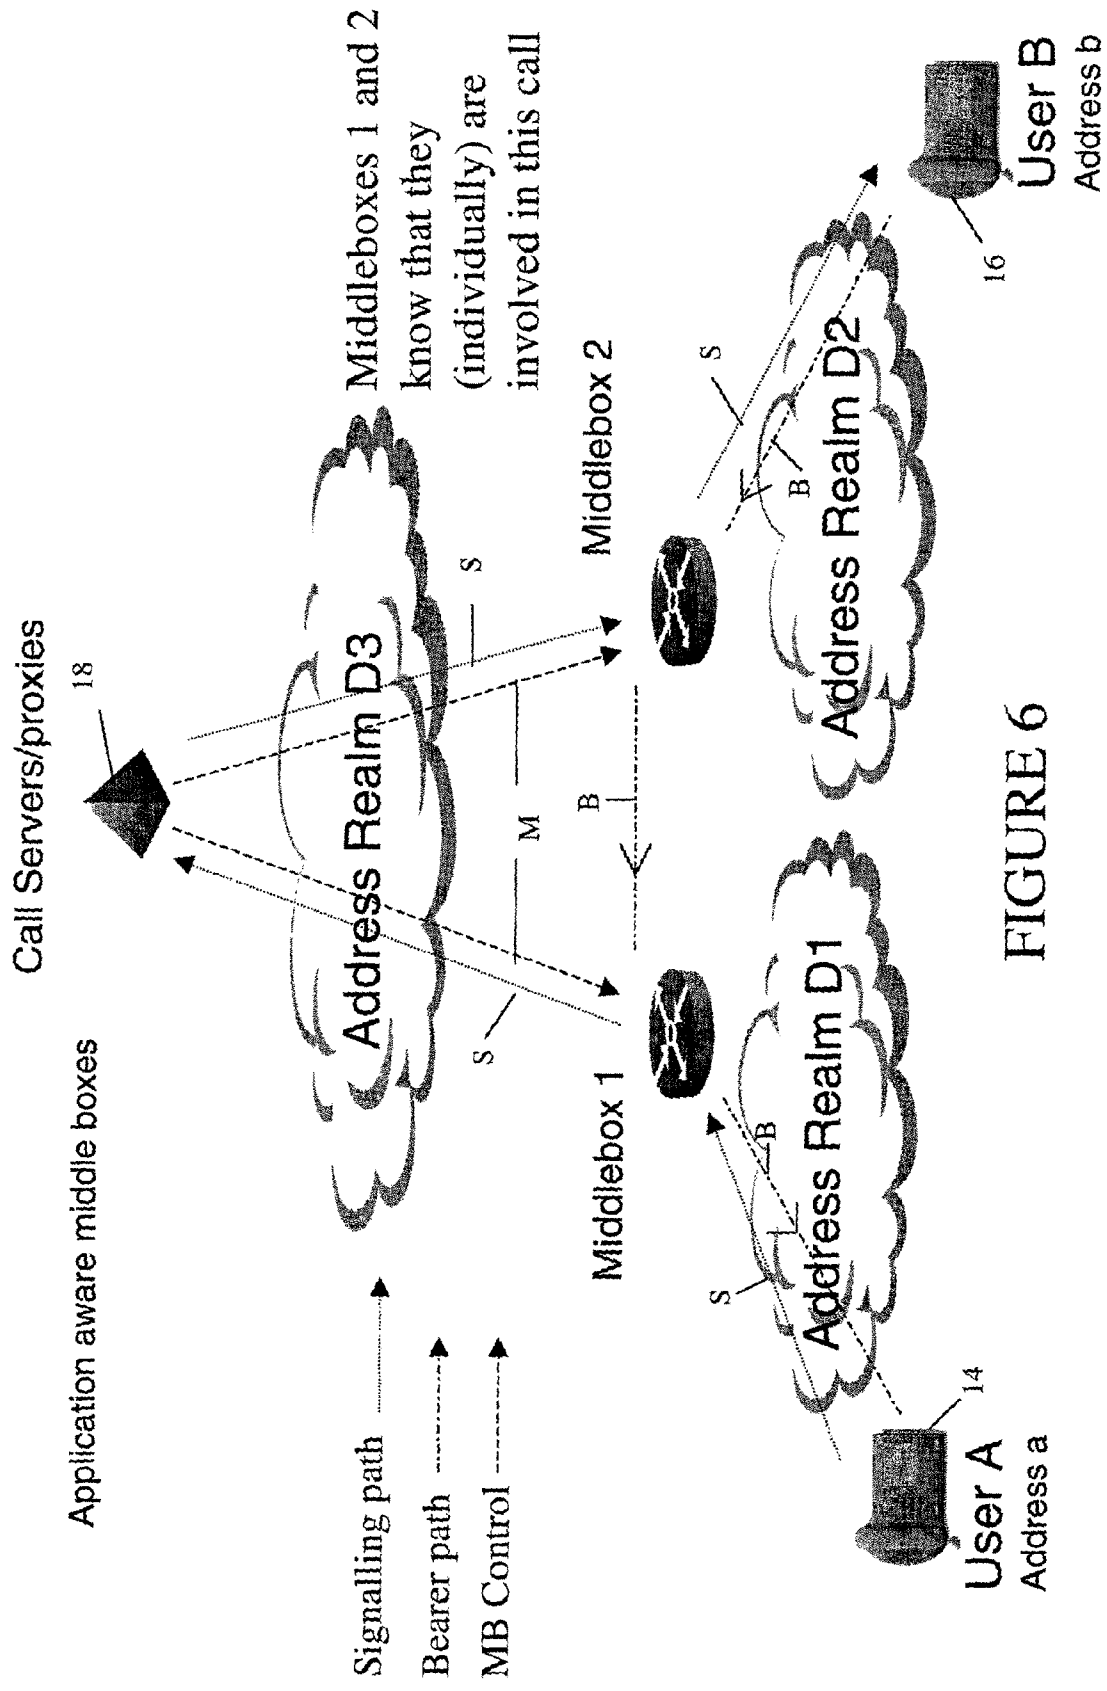 Application aware middle boxes
Call Servers/proxies
18
Signalling path
Bearer path
MB Control
Address Realm D3
Middleboxes 1 and 2
know that they
(individually) are
involved in this call
S
S
M
Middlebox 1
B
Middlebox 2
S
B
S
B
Address Realm D1
Address Realm D2
14
User A
Address a
16
User B
Address b
FIGURE 6